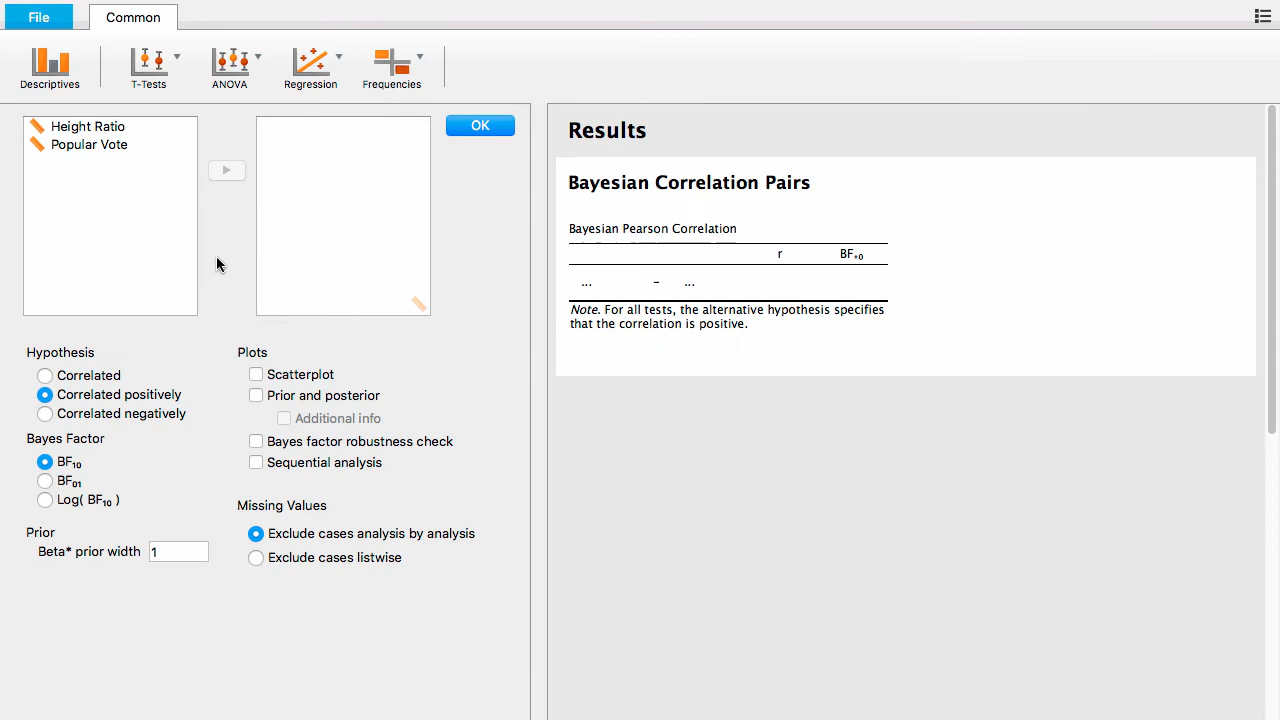 File
Common
Descriptives
T-Tests
ANOVA
Regression
Frequencies
Height Ratio
Popular Vote
OK
Hypothesis
Correlated
Correlated positively
Correlated negatively
Bayes Factor
BF₁₀
BF₀₁
Log( BF₁₀ )
Prior
Beta* prior width 1
Plots
Scatterplot
Prior and posterior
Additional info
Bayes factor robustness check
Sequential analysis
Missing Values
Exclude cases analysis by analysis
Exclude cases listwise
Results
Bayesian Correlation Pairs
Bayesian Pearson Correlation
r BF₊₀
... - ...
Note. For all tests, the alternative hypothesis specifies
that the correlation is positive.